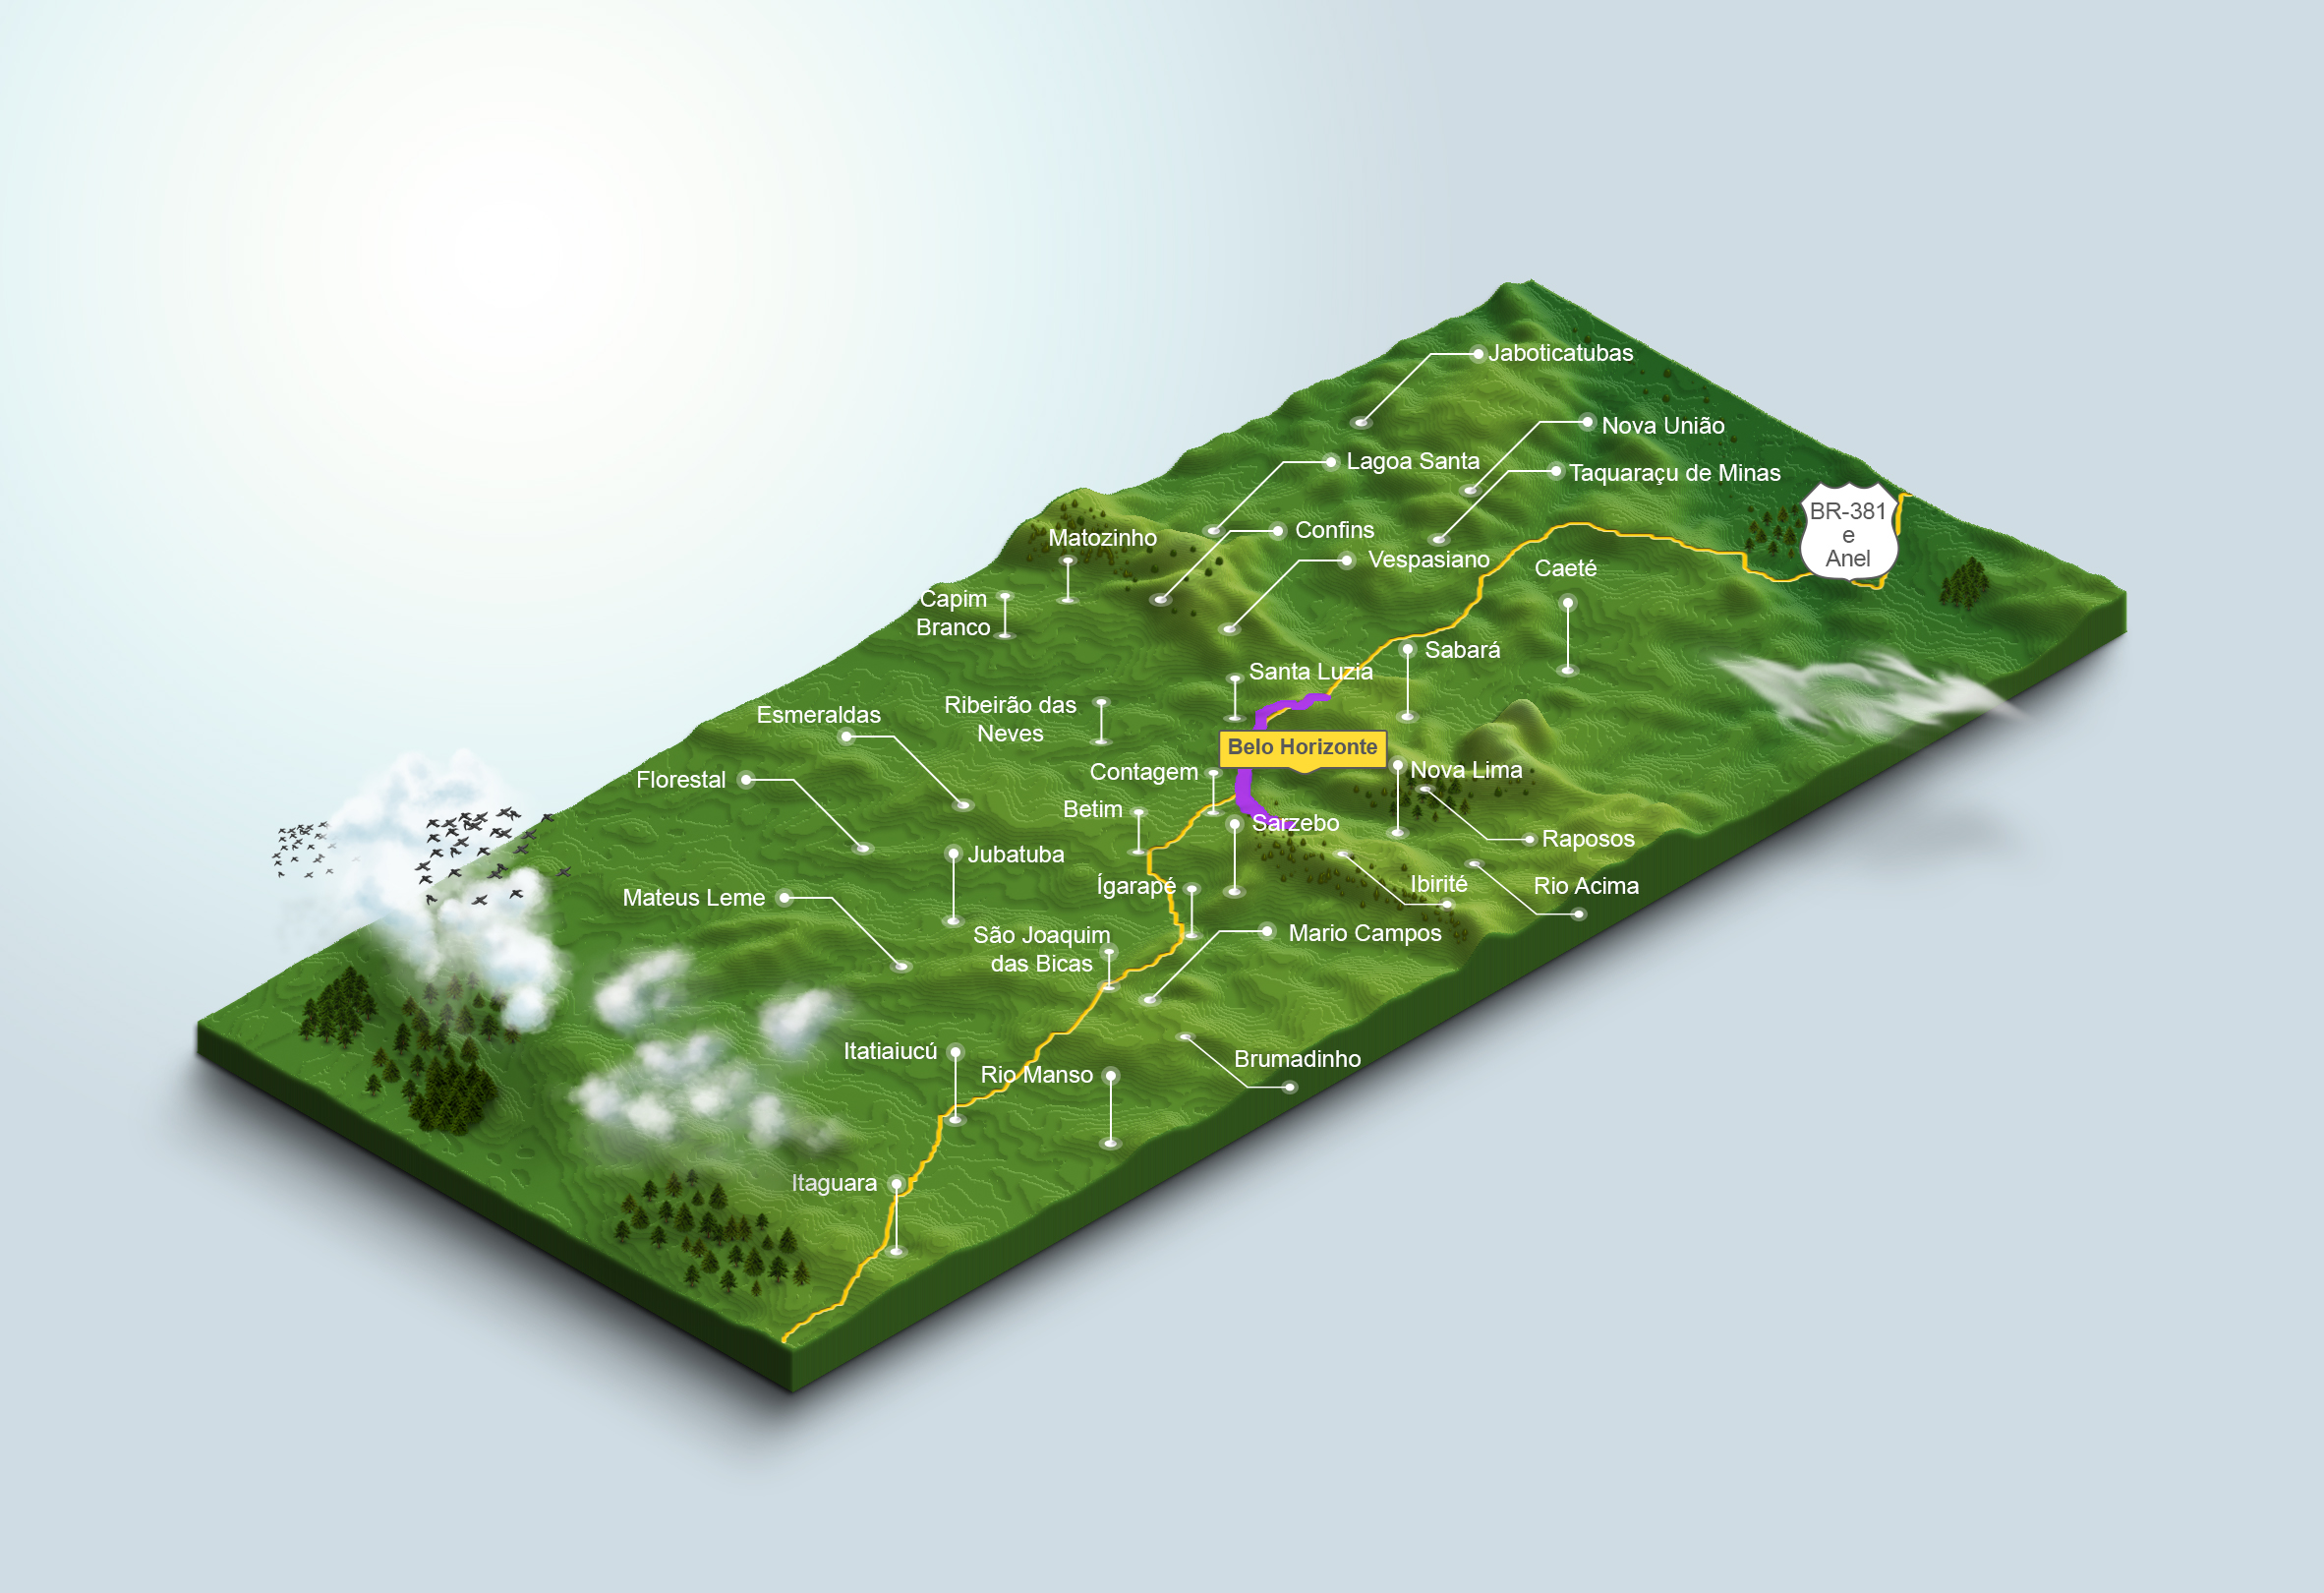 Jaboticatubas
Nova União
Lagoa Santa
Taquaraçu de Minas
BR-381
e
Anel
Confins
Matozinho
Vespasiano
Caeté
Capim
Branco
Sabará
Santa Luzia
Ribeirão das
Neves
Esmeraldas
Belo Horizonte
Contagem
Nova Lima
Florestal
Betim
Sarzebo
Raposos
Jubatuba
Ígarapé
Ibirité
Rio Acima
Mateus Leme
São Joaquim
das Bicas
Mario Campos
Itatiaiucú
Brumadinho
Rio Manso
Itaguara